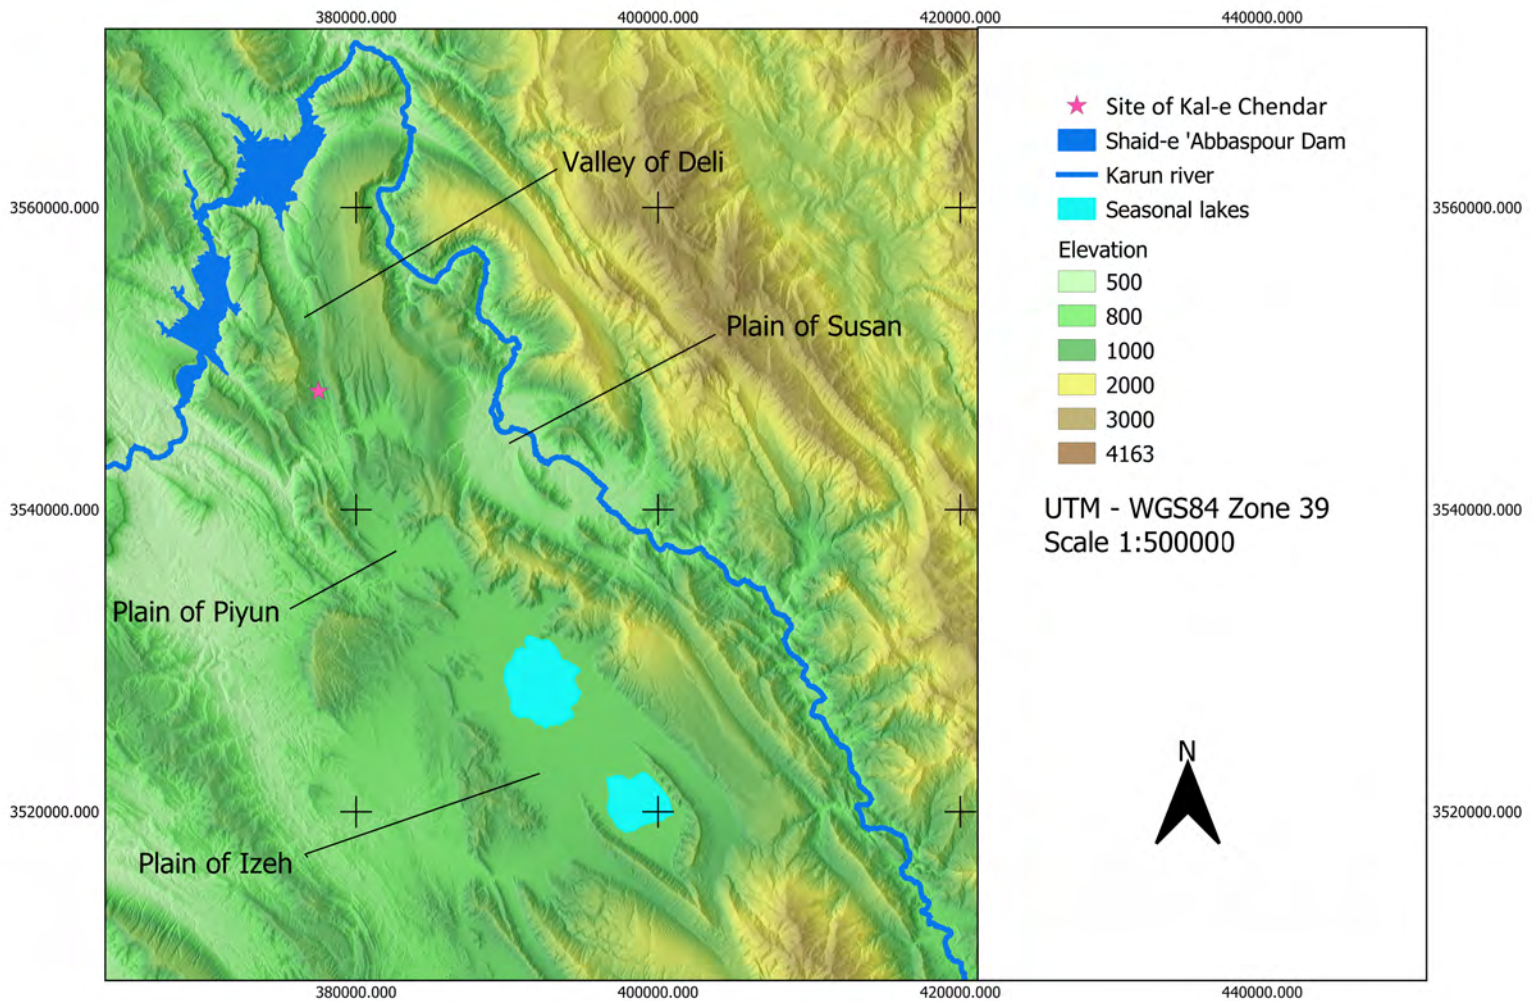 380000.000 400000.000 420000.000 440000.000
Site of Kal-e Chendar
Shaid-e 'Abbaspour Dam
Karun river
Seasonal lakes
Elevation
500
800
1000
2000
3000
4163
UTM - WGS84 Zone 39
Scale 1:500000
N
Valley of Deli
3560000.000 3560000.000
Plain of Susan
3540000.000 3540000.000
Plain of Piyun
3520000.000 3520000.000
Plain of Izeh
380000.000 400000.000 420000.000 440000.000